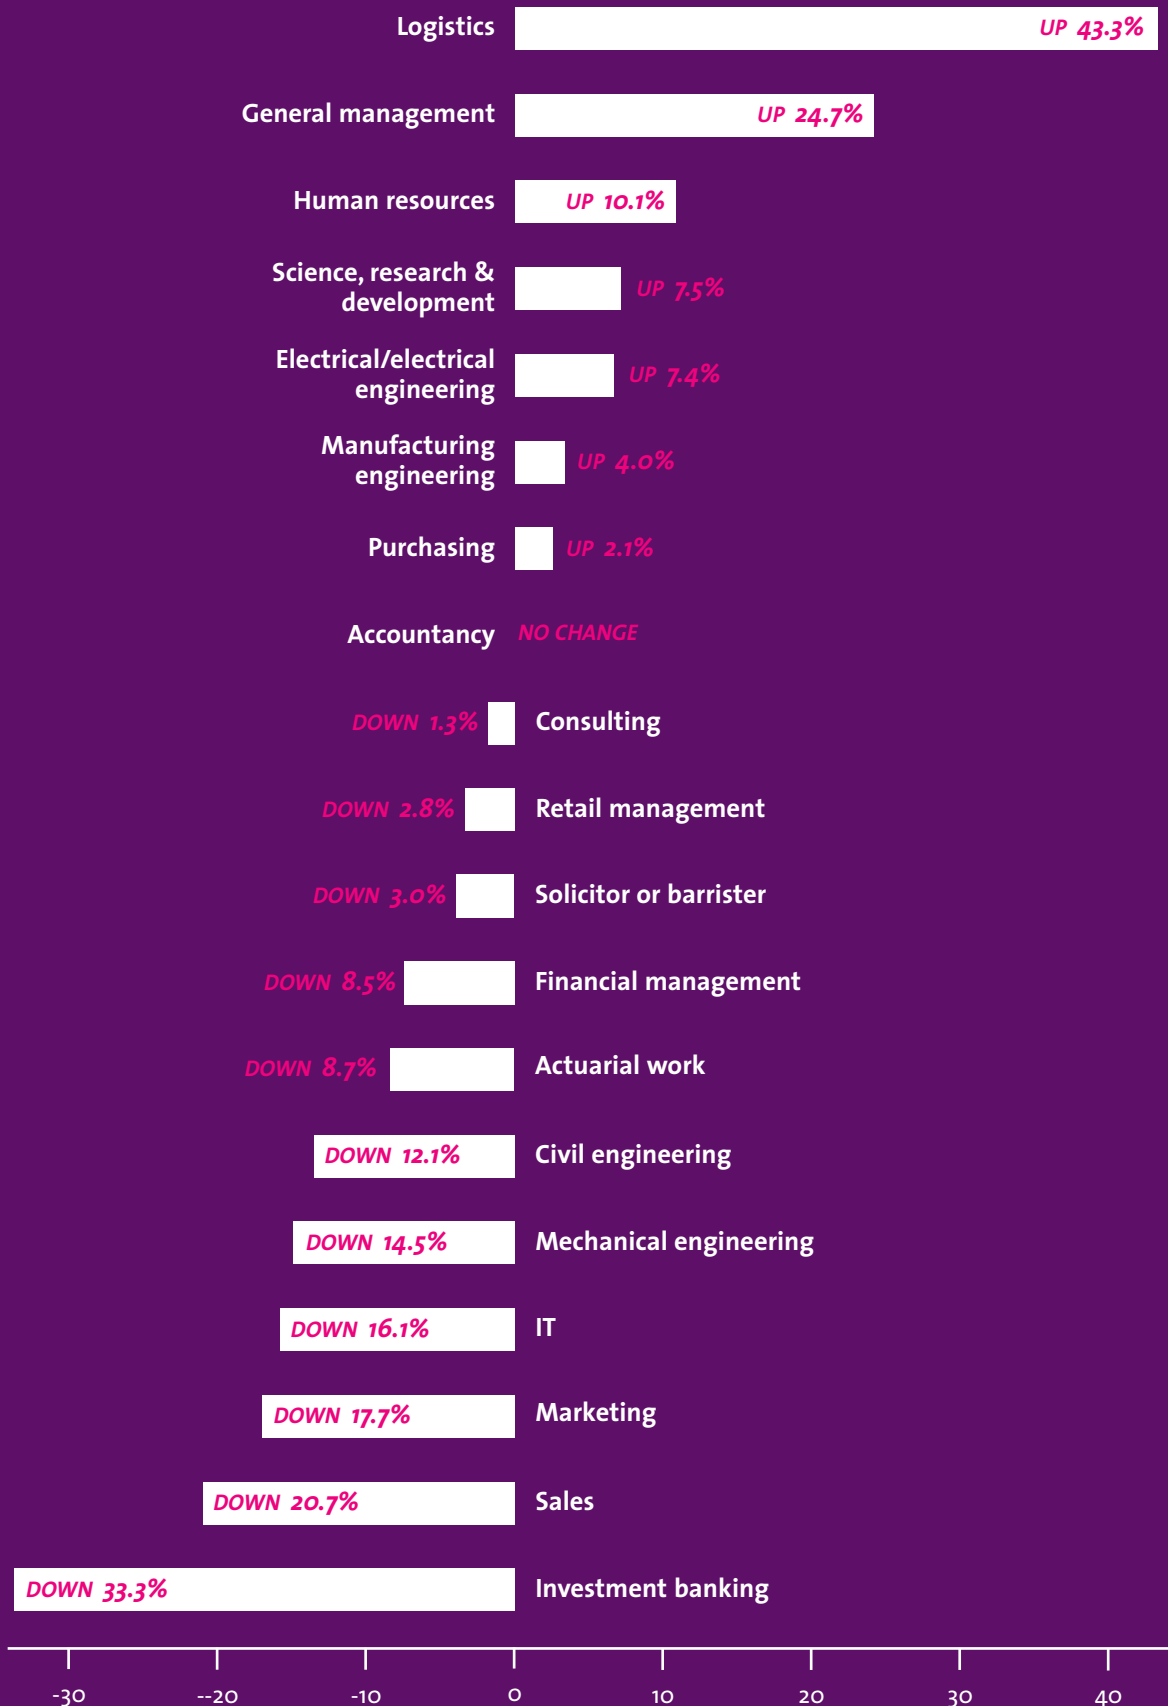 Logistics UP 43.3%
General management UP 24.7%
Human resources UP 10.1%
Science, research &
development UP 7.5%
Electrical/electrical
engineering UP 7.4%
Manufacturing
engineering UP 4.0%
Purchasing UP 2.1%
Accountancy NO CHANGE
DOWN 1.3% Consulting
DOWN 2.8% Retail management
DOWN 3.0% Solicitor or barrister
DOWN 8.5% Financial management
DOWN 8.7% Actuarial work
DOWN 12.1% Civil engineering
DOWN 14.5% Mechanical engineering
DOWN 16.1% IT
DOWN 17.7% Marketing
DOWN 20.7% Sales
DOWN 33.3% Investment banking
-30 --20 -10 0 10 20 30 40